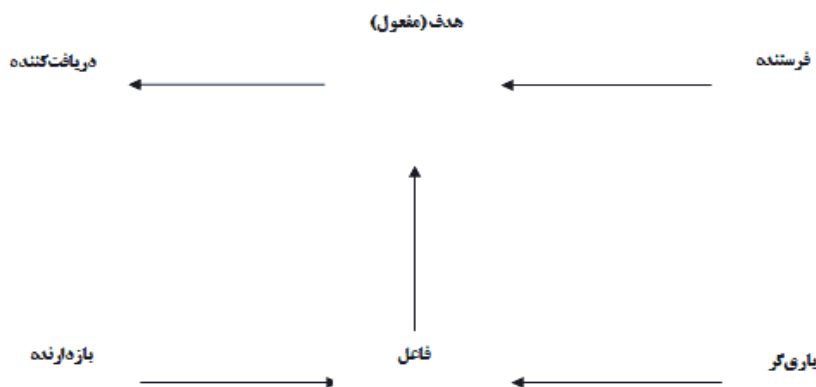 هدف(مفعول)
فرستنده
دریافت‌کننده
یاری‌گر
فاعل
بازدارنده